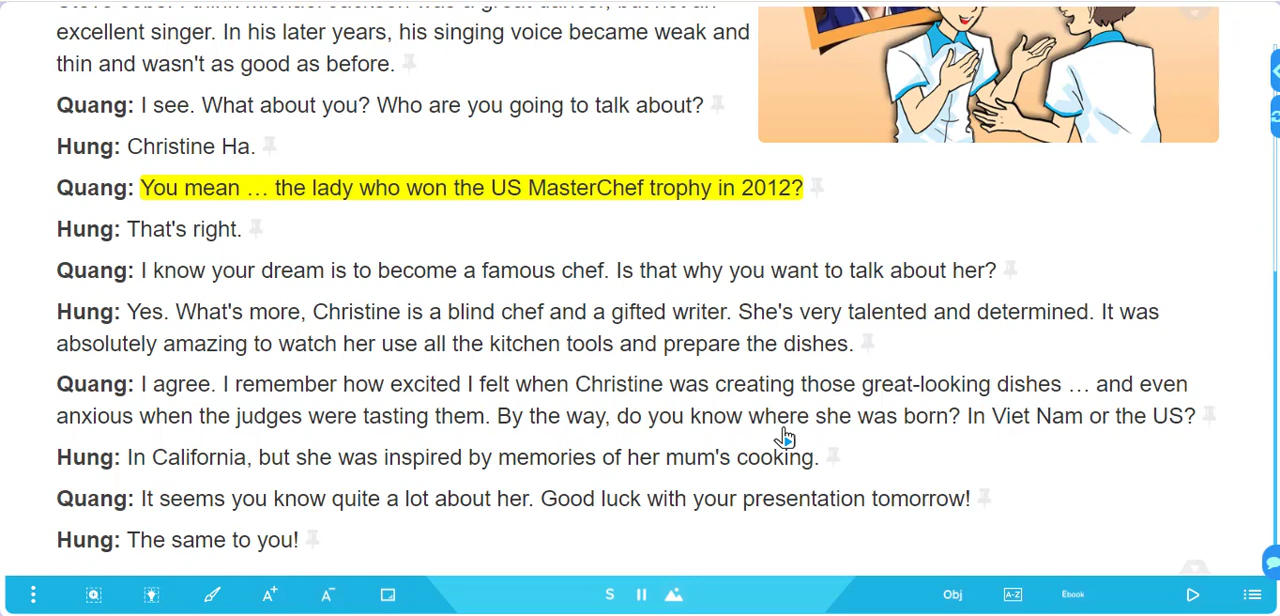 excellent singer. In his later years, his singing voice became weak and
thin and wasn't as good as before.
Quang: I see. What about you? Who are you going to talk about?
Hung: Christine Ha.
Quang: You mean … the lady who won the US MasterChef trophy in 2012?
Hung: That's right.
Quang: I know your dream is to become a famous chef. Is that why you want to talk about her?
Hung: Yes. What's more, Christine is a blind chef and a gifted writer. She's very talented and determined. It was
absolutely amazing to watch her use all the kitchen tools and prepare the dishes.
Quang: I agree. I remember how excited I felt when Christine was creating those great-looking dishes … and even
anxious when the judges were tasting them. By the way, do you know where she was born? In Viet Nam or the US?
Hung: In California, but she was inspired by memories of her mum's cooking.
Quang: It seems you know quite a lot about her. Good luck with your presentation tomorrow!
Hung: The same to you!
A+ A- S Obj A-Z Ebook